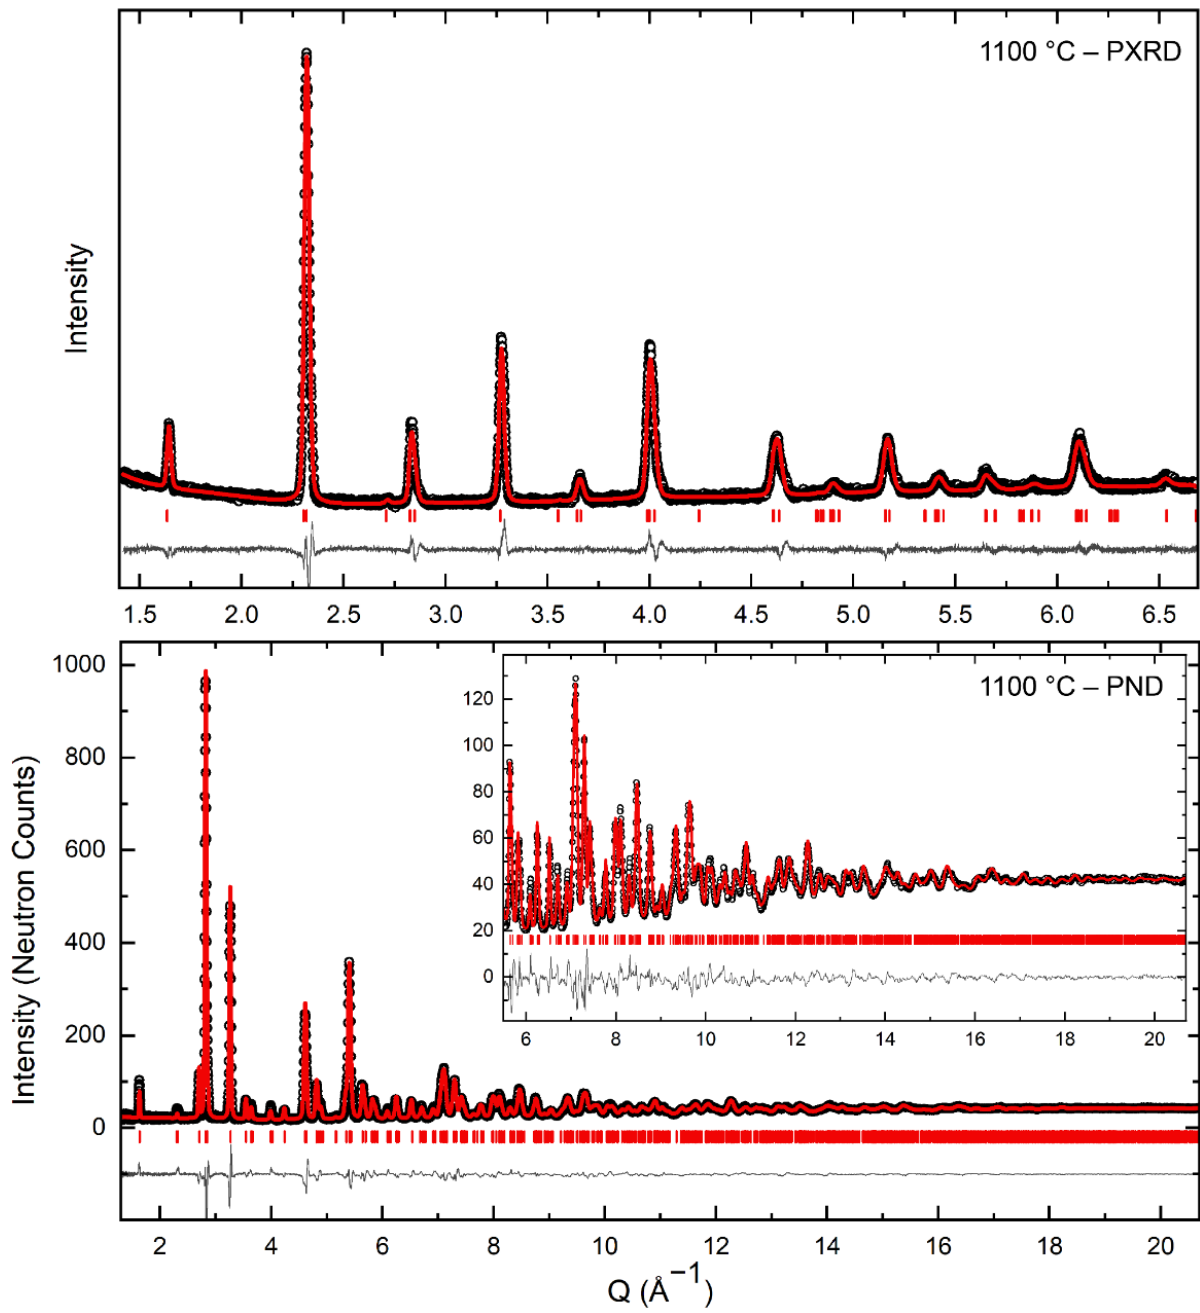 1100 °C – PXRD
Intensity
1.5 2.0 2.5 3.0 3.5 4.0 4.5 5.0 5.5 6.0 6.5
1000
800
600
400
200
0
Intensity (Neutron Counts)
1100 °C – PND
120
100
80
60
40
20
0
6 8 10 12 14 16 18 20
2 4 6 8 10 12 14 16 18 20
Q (Å⁻¹)